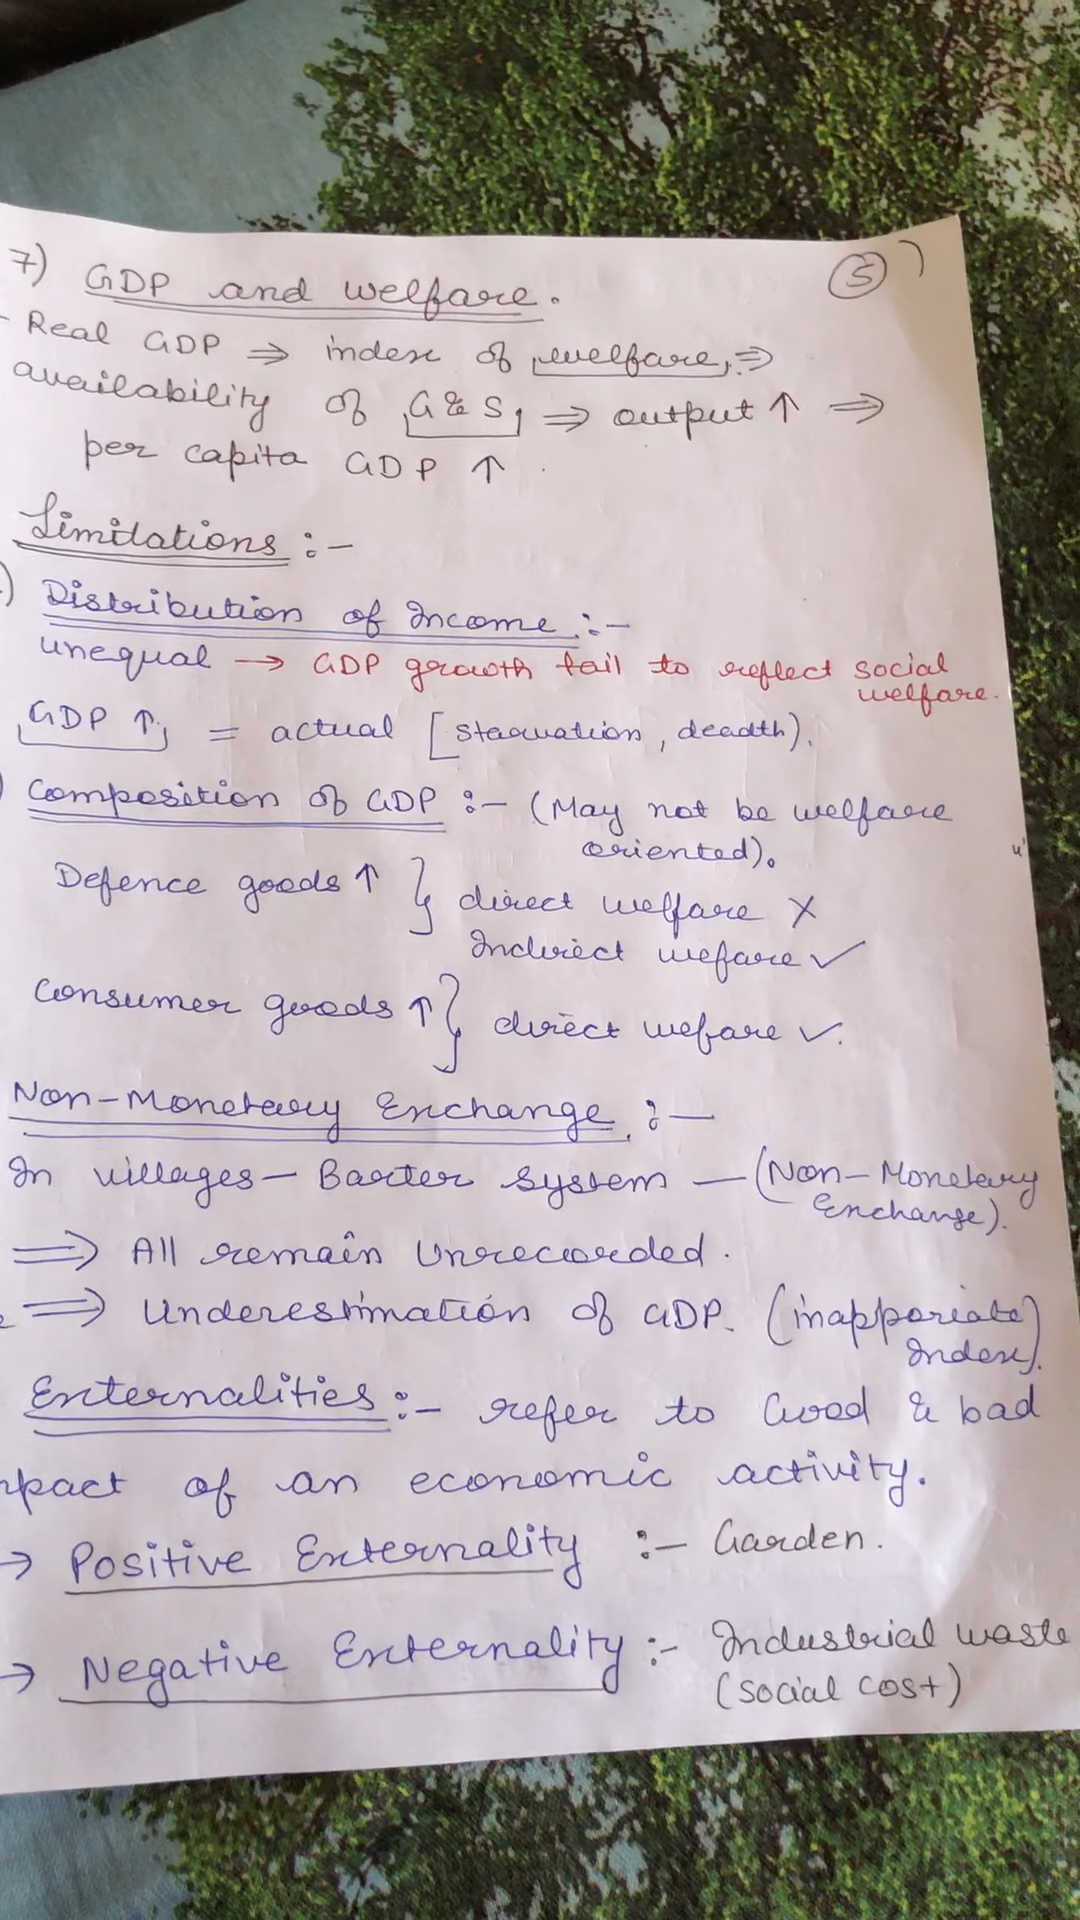 7) GDP and welfare. 5)
- Real GDP ⇒ index of welfare, ⇒
availability of G & S, ⇒ output ↑ ⇒
per capita GDP ↑
Limitations :-
) Distribution of Income :-
unequal → GDP growth fail to reflect social
welfare.
GDP ↑, = actual [starvation, deadth).
) Composition of GDP :- (May not be welfare
oriented).
Defence goods ↑ } direct welfare X
Indirect wefare ✓
Consumer goods ↑ } direct wefare ✓.
Non-Monetary Exchange :-
In villages - Barter System - (Non-Monetary
Exchange).
⇒ All remain Unrecorded.
⇒ Underestimation of GDP. (inapporiate)
Index).
Externalities :- refer to Good & bad
mpact of an economic activity.
→ Positive Externality :- Garden.
→ Negative Externality :- Industrial waste
(social cost)